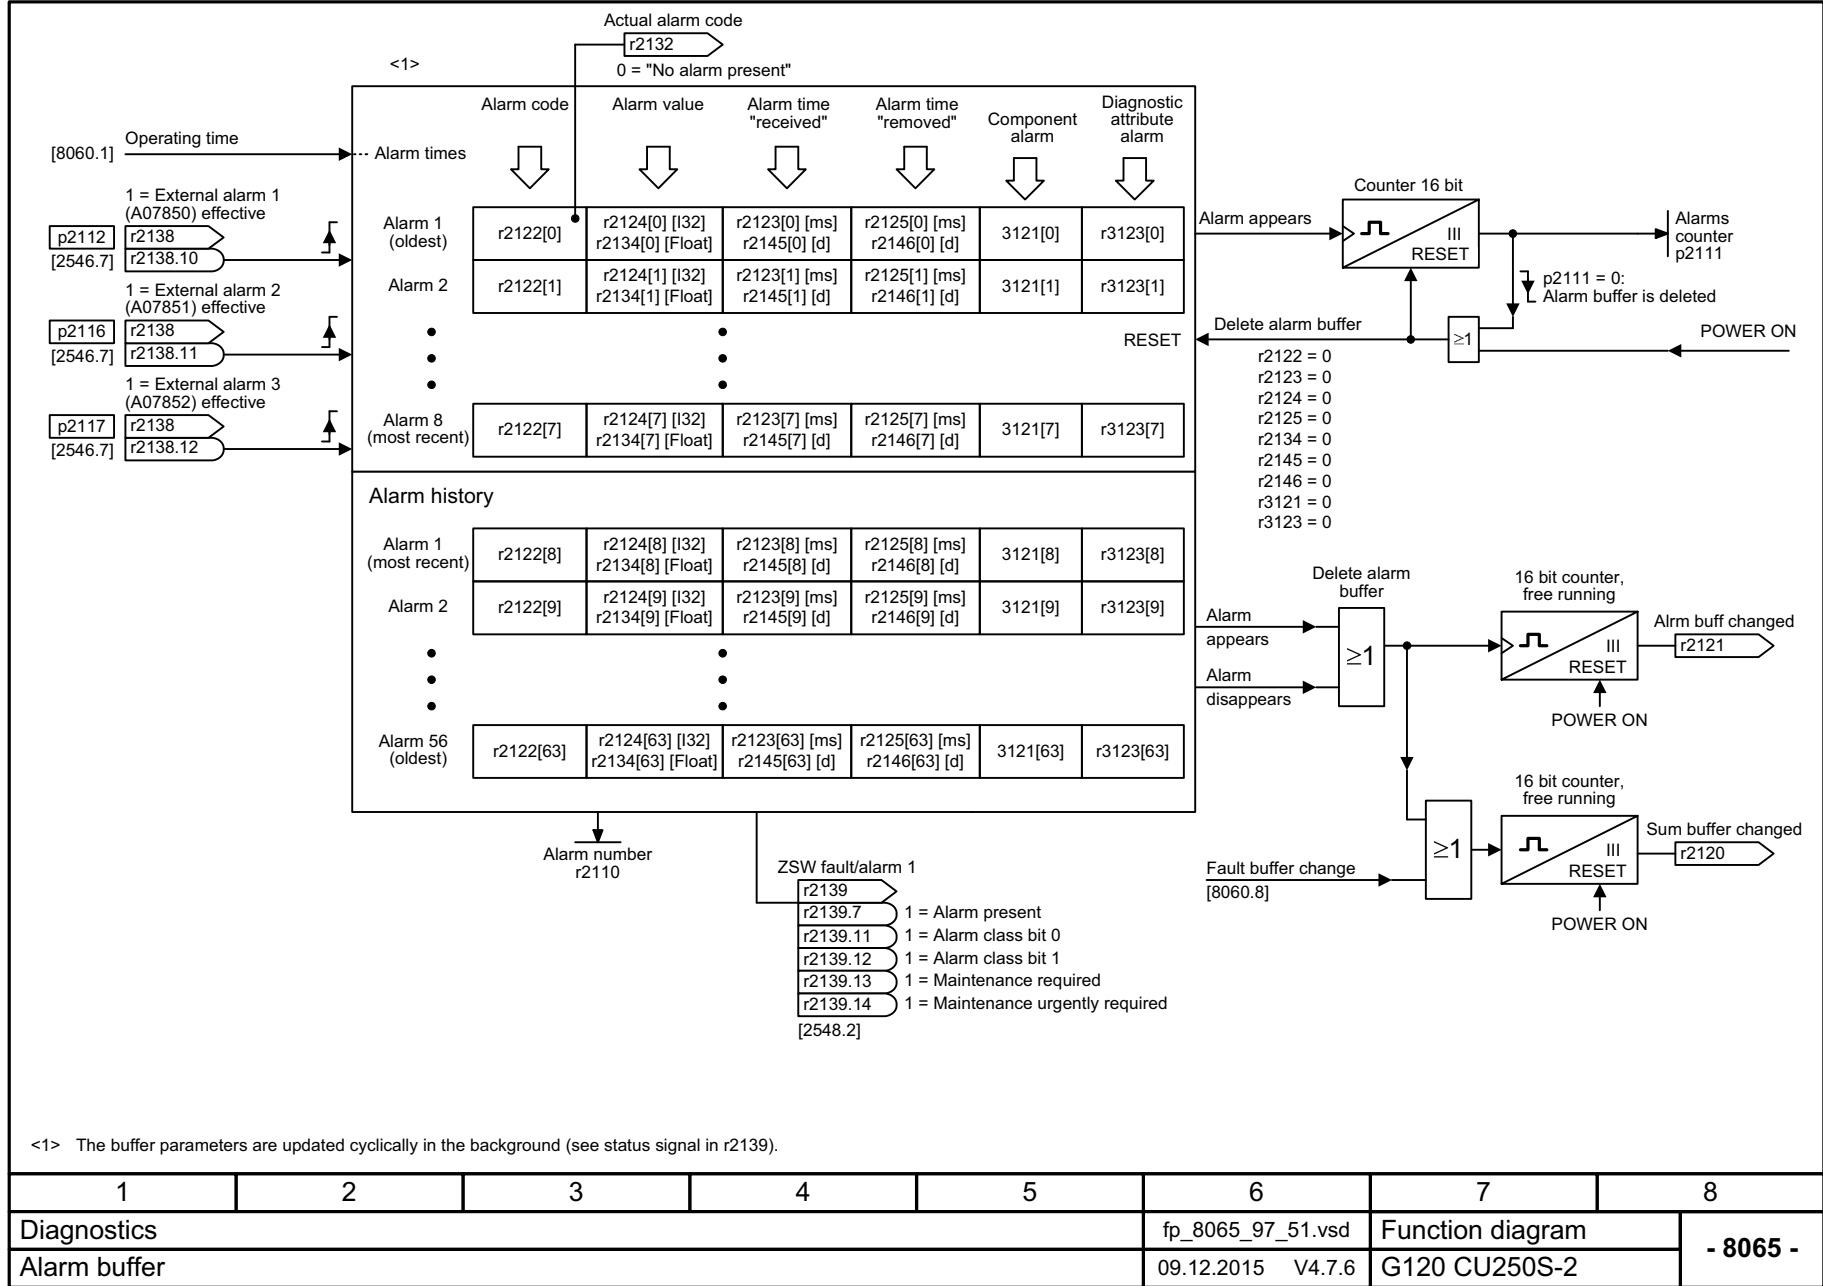 Actual alarm code
r2132
0 = "No alarm present"
<1>
Alarm code
Alarm value
Alarm time
"received"
Alarm time
"removed"
Component
alarm
Diagnostic
attribute
alarm
[8060.1]
Operating time
Alarm times
1 = External alarm 1
(A07850) effective
p2112
r2138
[2546.7]
r2138.10
1 = External alarm 2
(A07851) effective
p2116
r2138
[2546.7]
r2138.11
1 = External alarm 3
(A07852) effective
p2117
r2138
[2546.7]
r2138.12
Alarm 1
(oldest)
r2122[0]
r2124[0] [I32]
r2134[0] [Float]
r2123[0] [ms]
r2145[0] [d]
r2125[0] [ms]
r2146[0] [d]
3121[0]
r3123[0]
Alarm 2
r2122[1]
r2124[1] [I32]
r2134[1] [Float]
r2123[1] [ms]
r2145[1] [d]
r2125[1] [ms]
r2146[1] [d]
3121[1]
r3123[1]
RESET
Alarm 8
(most recent)
r2122[7]
r2124[7] [I32]
r2134[7] [Float]
r2123[7] [ms]
r2145[7] [d]
r2125[7] [ms]
r2146[7] [d]
3121[7]
r3123[7]
Alarm appears
Counter 16 bit
III
RESET
Alarms
counter
p2111
p2111 = 0:
Alarm buffer is deleted
Delete alarm buffer
≥1
POWER ON
r2122 = 0
r2123 = 0
r2124 = 0
r2125 = 0
r2134 = 0
r2145 = 0
r2146 = 0
r3121 = 0
r3123 = 0
Alarm history
Alarm 1
(most recent)
r2122[8]
r2124[8] [I32]
r2134[8] [Float]
r2123[8] [ms]
r2145[8] [d]
r2125[8] [ms]
r2146[8] [d]
3121[8]
r3123[8]
Alarm 2
r2122[9]
r2124[9] [I32]
r2134[9] [Float]
r2123[9] [ms]
r2145[9] [d]
r2125[9] [ms]
r2146[9] [d]
3121[9]
r3123[9]
Alarm 56
(oldest)
r2122[63]
r2124[63] [I32]
r2134[63] [Float]
r2123[63] [ms]
r2145[63] [d]
r2125[63] [ms]
r2146[63] [d]
3121[63]
r3123[63]
Delete alarm
buffer
Alarm
appears
Alarm
disappears
≥1
16 bit counter,
free running
III
RESET
POWER ON
Alrm buff changed
r2121
Fault buffer change
[8060.8]
≥1
16 bit counter,
free running
III
RESET
POWER ON
Sum buffer changed
r2120
Alarm number
r2110
ZSW fault/alarm 1
r2139
r2139.7 1 = Alarm present
r2139.11 1 = Alarm class bit 0
r2139.12 1 = Alarm class bit 1
r2139.13 1 = Maintenance required
r2139.14 1 = Maintenance urgently required
[2548.2]
<1> The buffer parameters are updated cyclically in the background (see status signal in r2139).
1 2 3 4 5 6 7 8
Diagnostics
fp_8065_97_51.vsd
Function diagram
- 8065 -
Alarm buffer
09.12.2015 V4.7.6
G120 CU250S-2